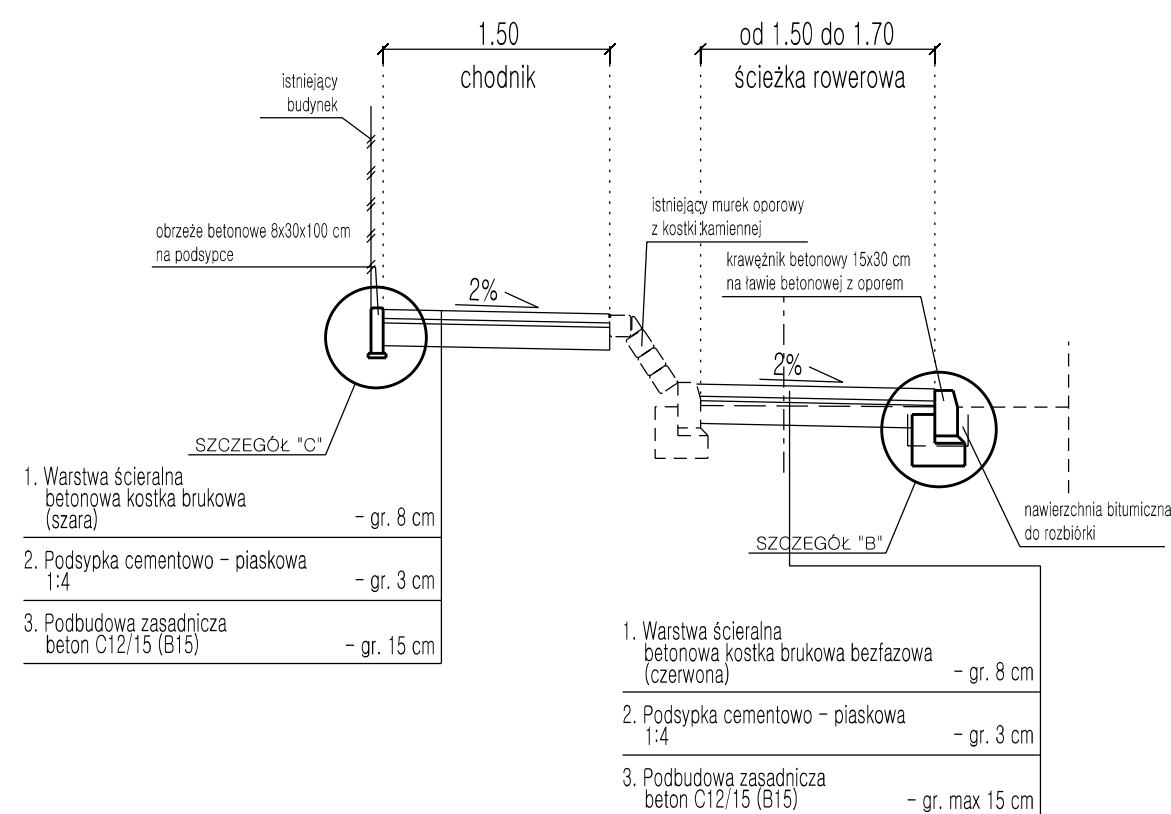 1.50
chodnik
od 1.50 do 1.70
ścieżka rowerowa
istniejący
budynek
obrzeże betonowe 8x30x100 cm
na podsypce
istniejący murek oporowy
z kostki kamiennej
krawężnik betonowy 15x30 cm
na ławie betonowej z oporem
2%
2%
SZCZEGÓŁ "C"
1. Warstwa ścieralna
betonowa kostka brukowa
(szara) - gr. 8 cm
2. Podsypka cementowo - piaskowa
1:4 - gr. 3 cm
3. Podbudowa zasadnicza
beton C12/15 (B15) - gr. 15 cm
nawierzchnia bitumiczna
do rozbiórki
SZCZEGÓŁ "B"
1. Warstwa ścieralna
betonowa kostka brukowa bezfazowa
(czerwona) - gr. 8 cm
2. Podsypka cementowo - piaskowa
1:4 - gr. 3 cm
3. Podbudowa zasadnicza
beton C12/15 (B15) - gr. max 15 cm